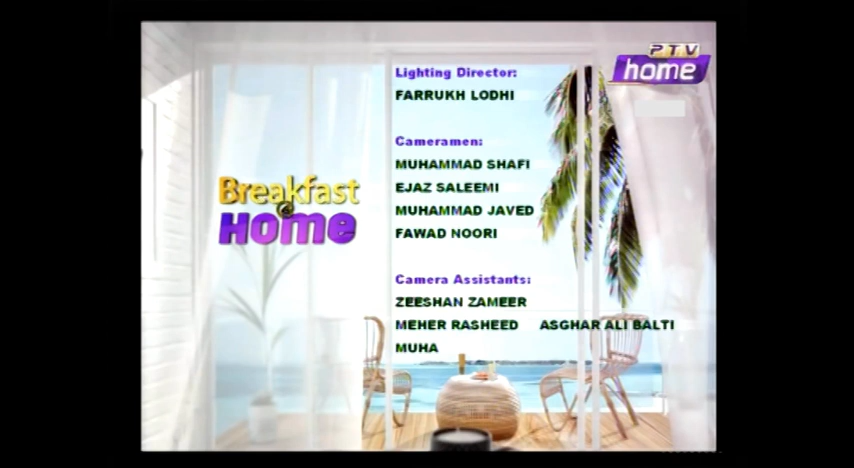 PTV
home
Lighting Director:
FARRUKH LODHI
Cameramen:
MUHAMMAD SHAFI
EJAZ SALEEMI
MUHAMMAD JAVED
FAWAD NOORI
Breakfast
@
Home
Camera Assistants:
ZEESHAN ZAMEER
MEHER RASHEED ASGHAR ALI BALTI
MUHA